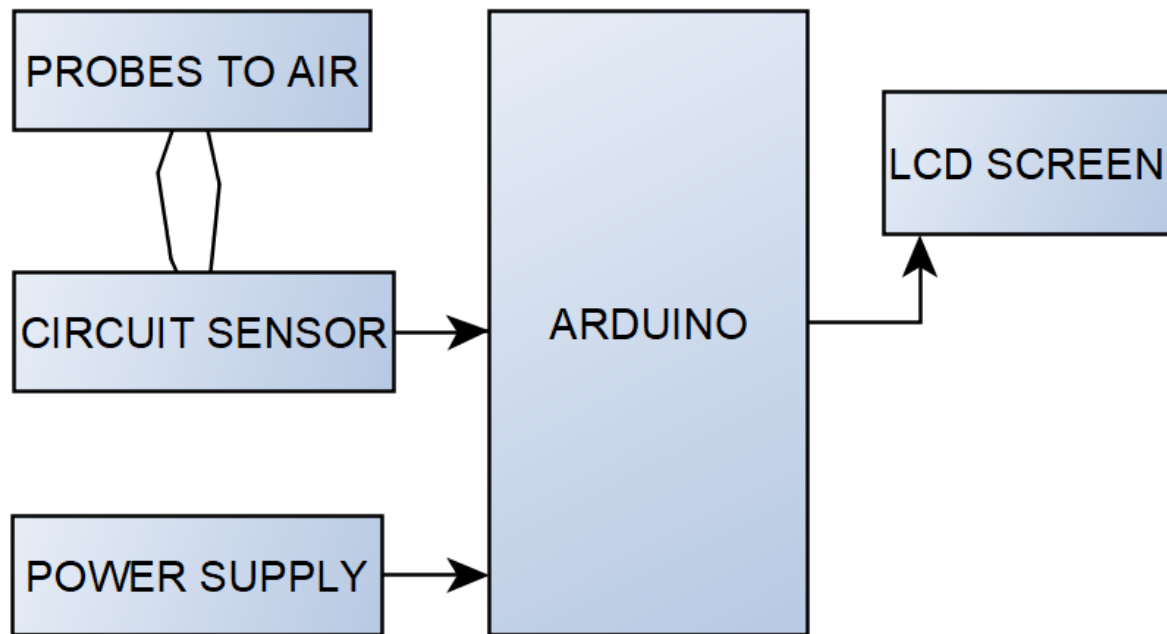 PROBES TO AIR
CIRCUIT SENSOR
POWER SUPPLY
ARDUINO
LCD SCREEN